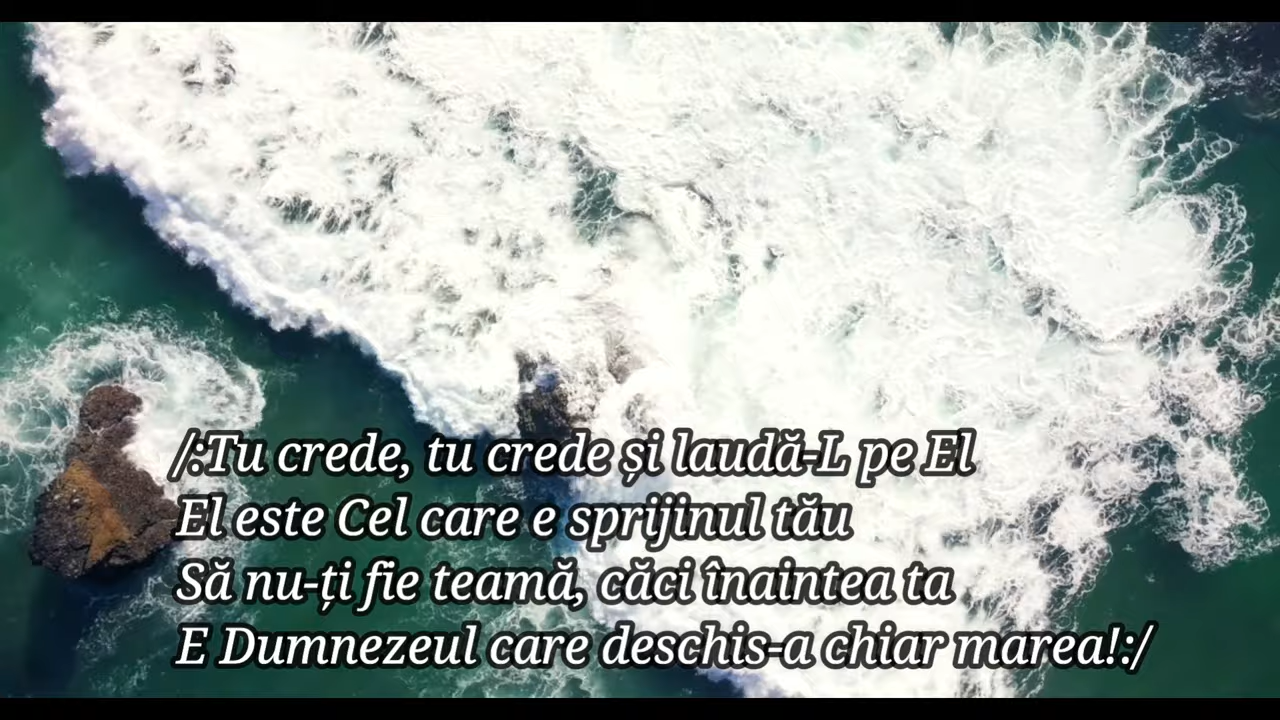 /:Tu crede, tu crede și laudă-L pe El
El este Cel care e sprijinul tău
Să nu-ți fie teamă, căci înaintea ta
E Dumnezeul care deschis-a chiar marea!:/